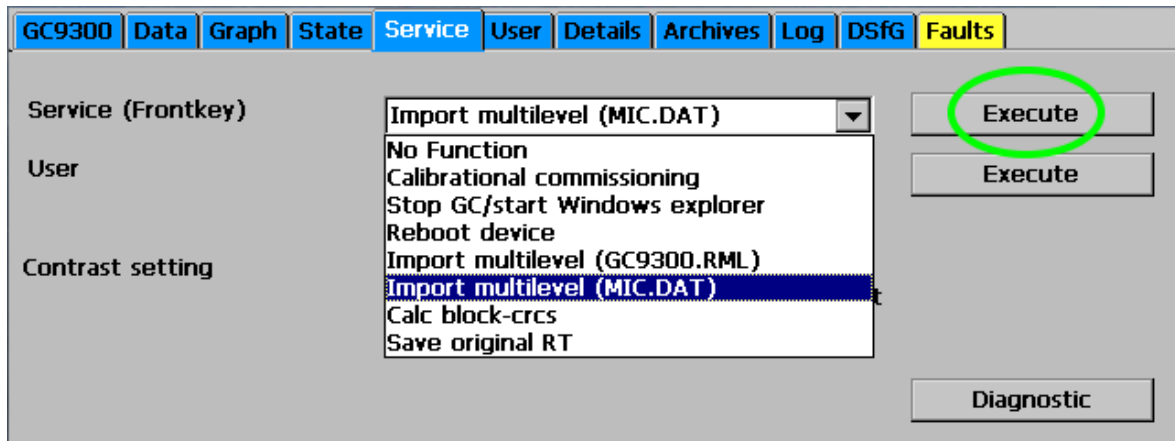 GC9300 Data Graph State Service User Details Archives Log DSfG Faults
Service (Frontkey) Import multilevel (MIC.DAT) Execute
No Function
User Calibrational commissioning Execute
Stop GC/start Windows explorer
Reboot device
Contrast setting Import multilevel (GC9300.RML)
Import multilevel (MIC.DAT)
Calc block-crcs
Save original RT
Diagnostic